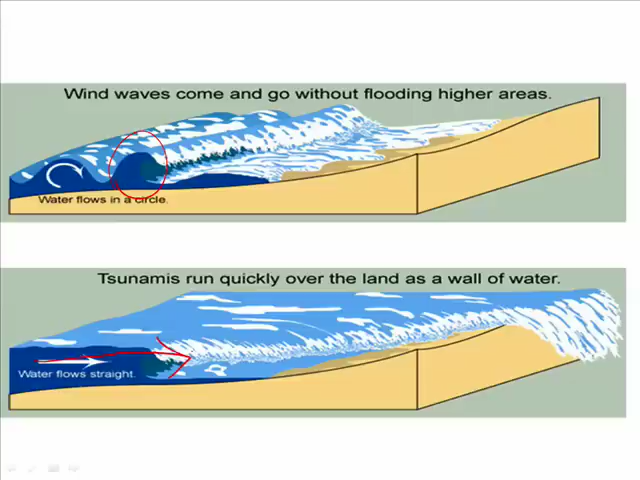 Wind waves come and go without flooding higher areas.
Water flows in a circle.
Tsunamis run quickly over the land as a wall of water.
Water flows straight.